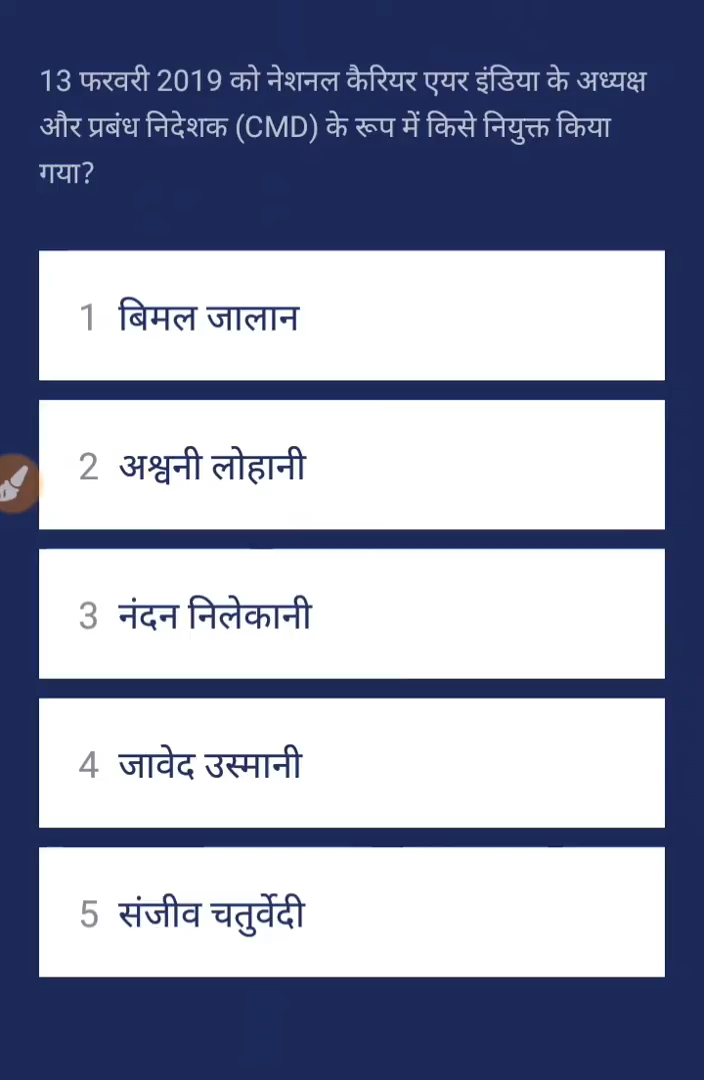 13 फरवरी 2019 को नेशनल कैरियर एयर इंडिया के अध्यक्ष
और प्रबंध निदेशक (CMD) के रूप में किसे नियुक्त किया
गया?
1 बिमल जालान
2 अश्वनी लोहानी
3 नंदन निलेकानी
4 जावेद उस्मानी
5 संजीव चतुर्वेदी